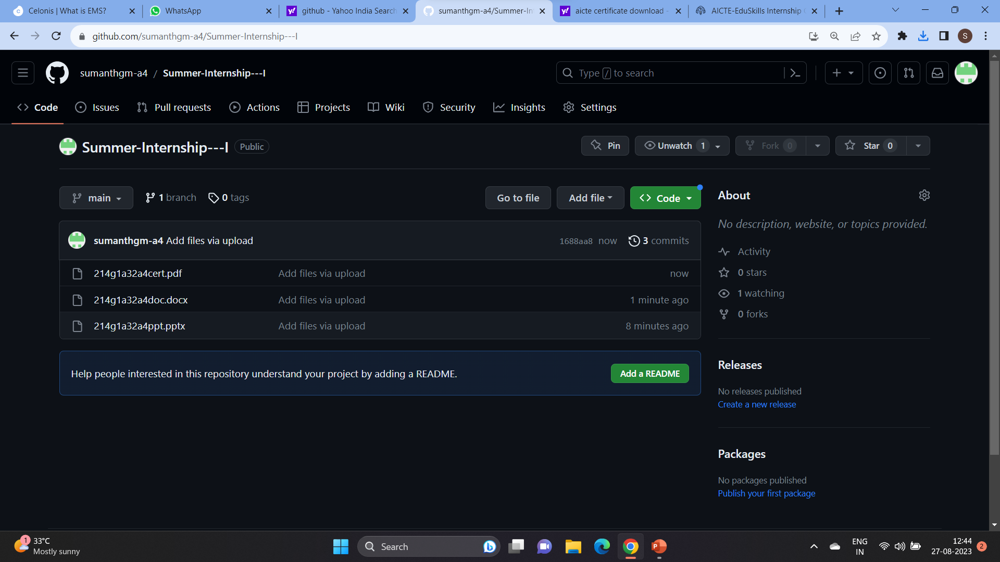 Celonis | What is EMS?
WhatsApp
github - Yahoo India Search
sumanthgm-a4/Summer-In
aicte certificate download -
AICTE-EduSkills Internship
github.com/sumanthgm-a4/Summer-Internship---I
S
sumanthgm-a4 / Summer-Internship---I
Type / to search
Code
Issues
Pull requests
Actions
Projects
Wiki
Security
Insights
Settings
Summer-Internship---I Public
Pin
Unwatch 1
Fork 0
Star 0
main
1 branch
0 tags
Go to file
Add file
Code
About
No description, website, or topics provided.
sumanthgm-a4 Add files via upload
1688aa8 now
3 commits
214g1a32a4cert.pdf Add files via upload now
214g1a32a4doc.docx Add files via upload 1 minute ago
214g1a32a4ppt.pptx Add files via upload 8 minutes ago
Help people interested in this repository understand your project by adding a README.
Add a README
Activity
0 stars
1 watching
0 forks
Releases
No releases published
Create a new release
Packages
No packages published
Publish your first package
1
33°C
Mostly sunny
Search
ENG
IN
12:44
27-08-2023
2